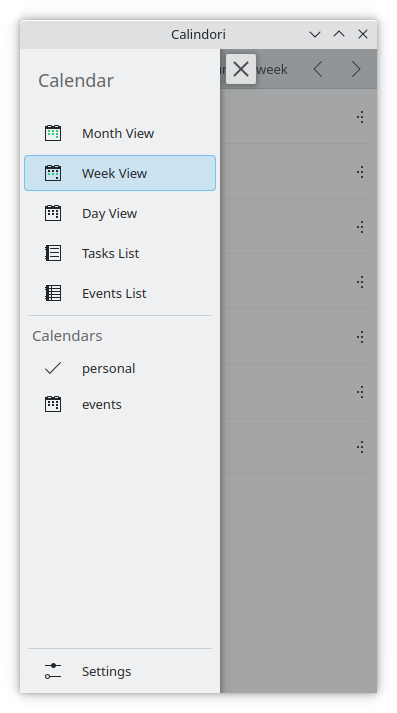 Calindori
Calendar
week
Month View
Week View
Day View
Tasks List
Events List
Calendars
personal
events
Settings